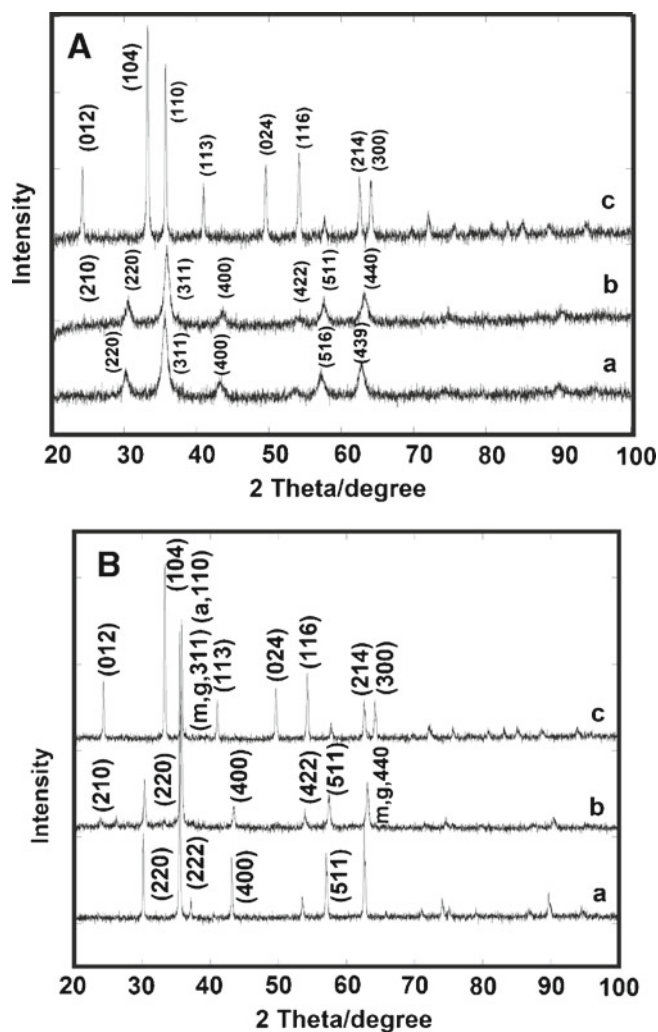 A
(012)
(104)
(110)
(113)
(024)
(116)
(214)
(300)
c
(210)
(220)
(311)
(400)
(422)
(511)
(440)
b
(220)
(311)
(400)
(516)
(439)
a
Intensity
20 30 40 50 60 70 80 90 100
2 Theta/degree
B
(012)
(104)
(m,g,311) (a,110)
(113)
(024)
(116)
(214)
(300)
c
(210)
(220)
(400)
(422)
(511)
m,g,440
b
(220)
(222)
(400)
(511)
a
Intensity
20 30 40 50 60 70 80 90 100
2 Theta/degree